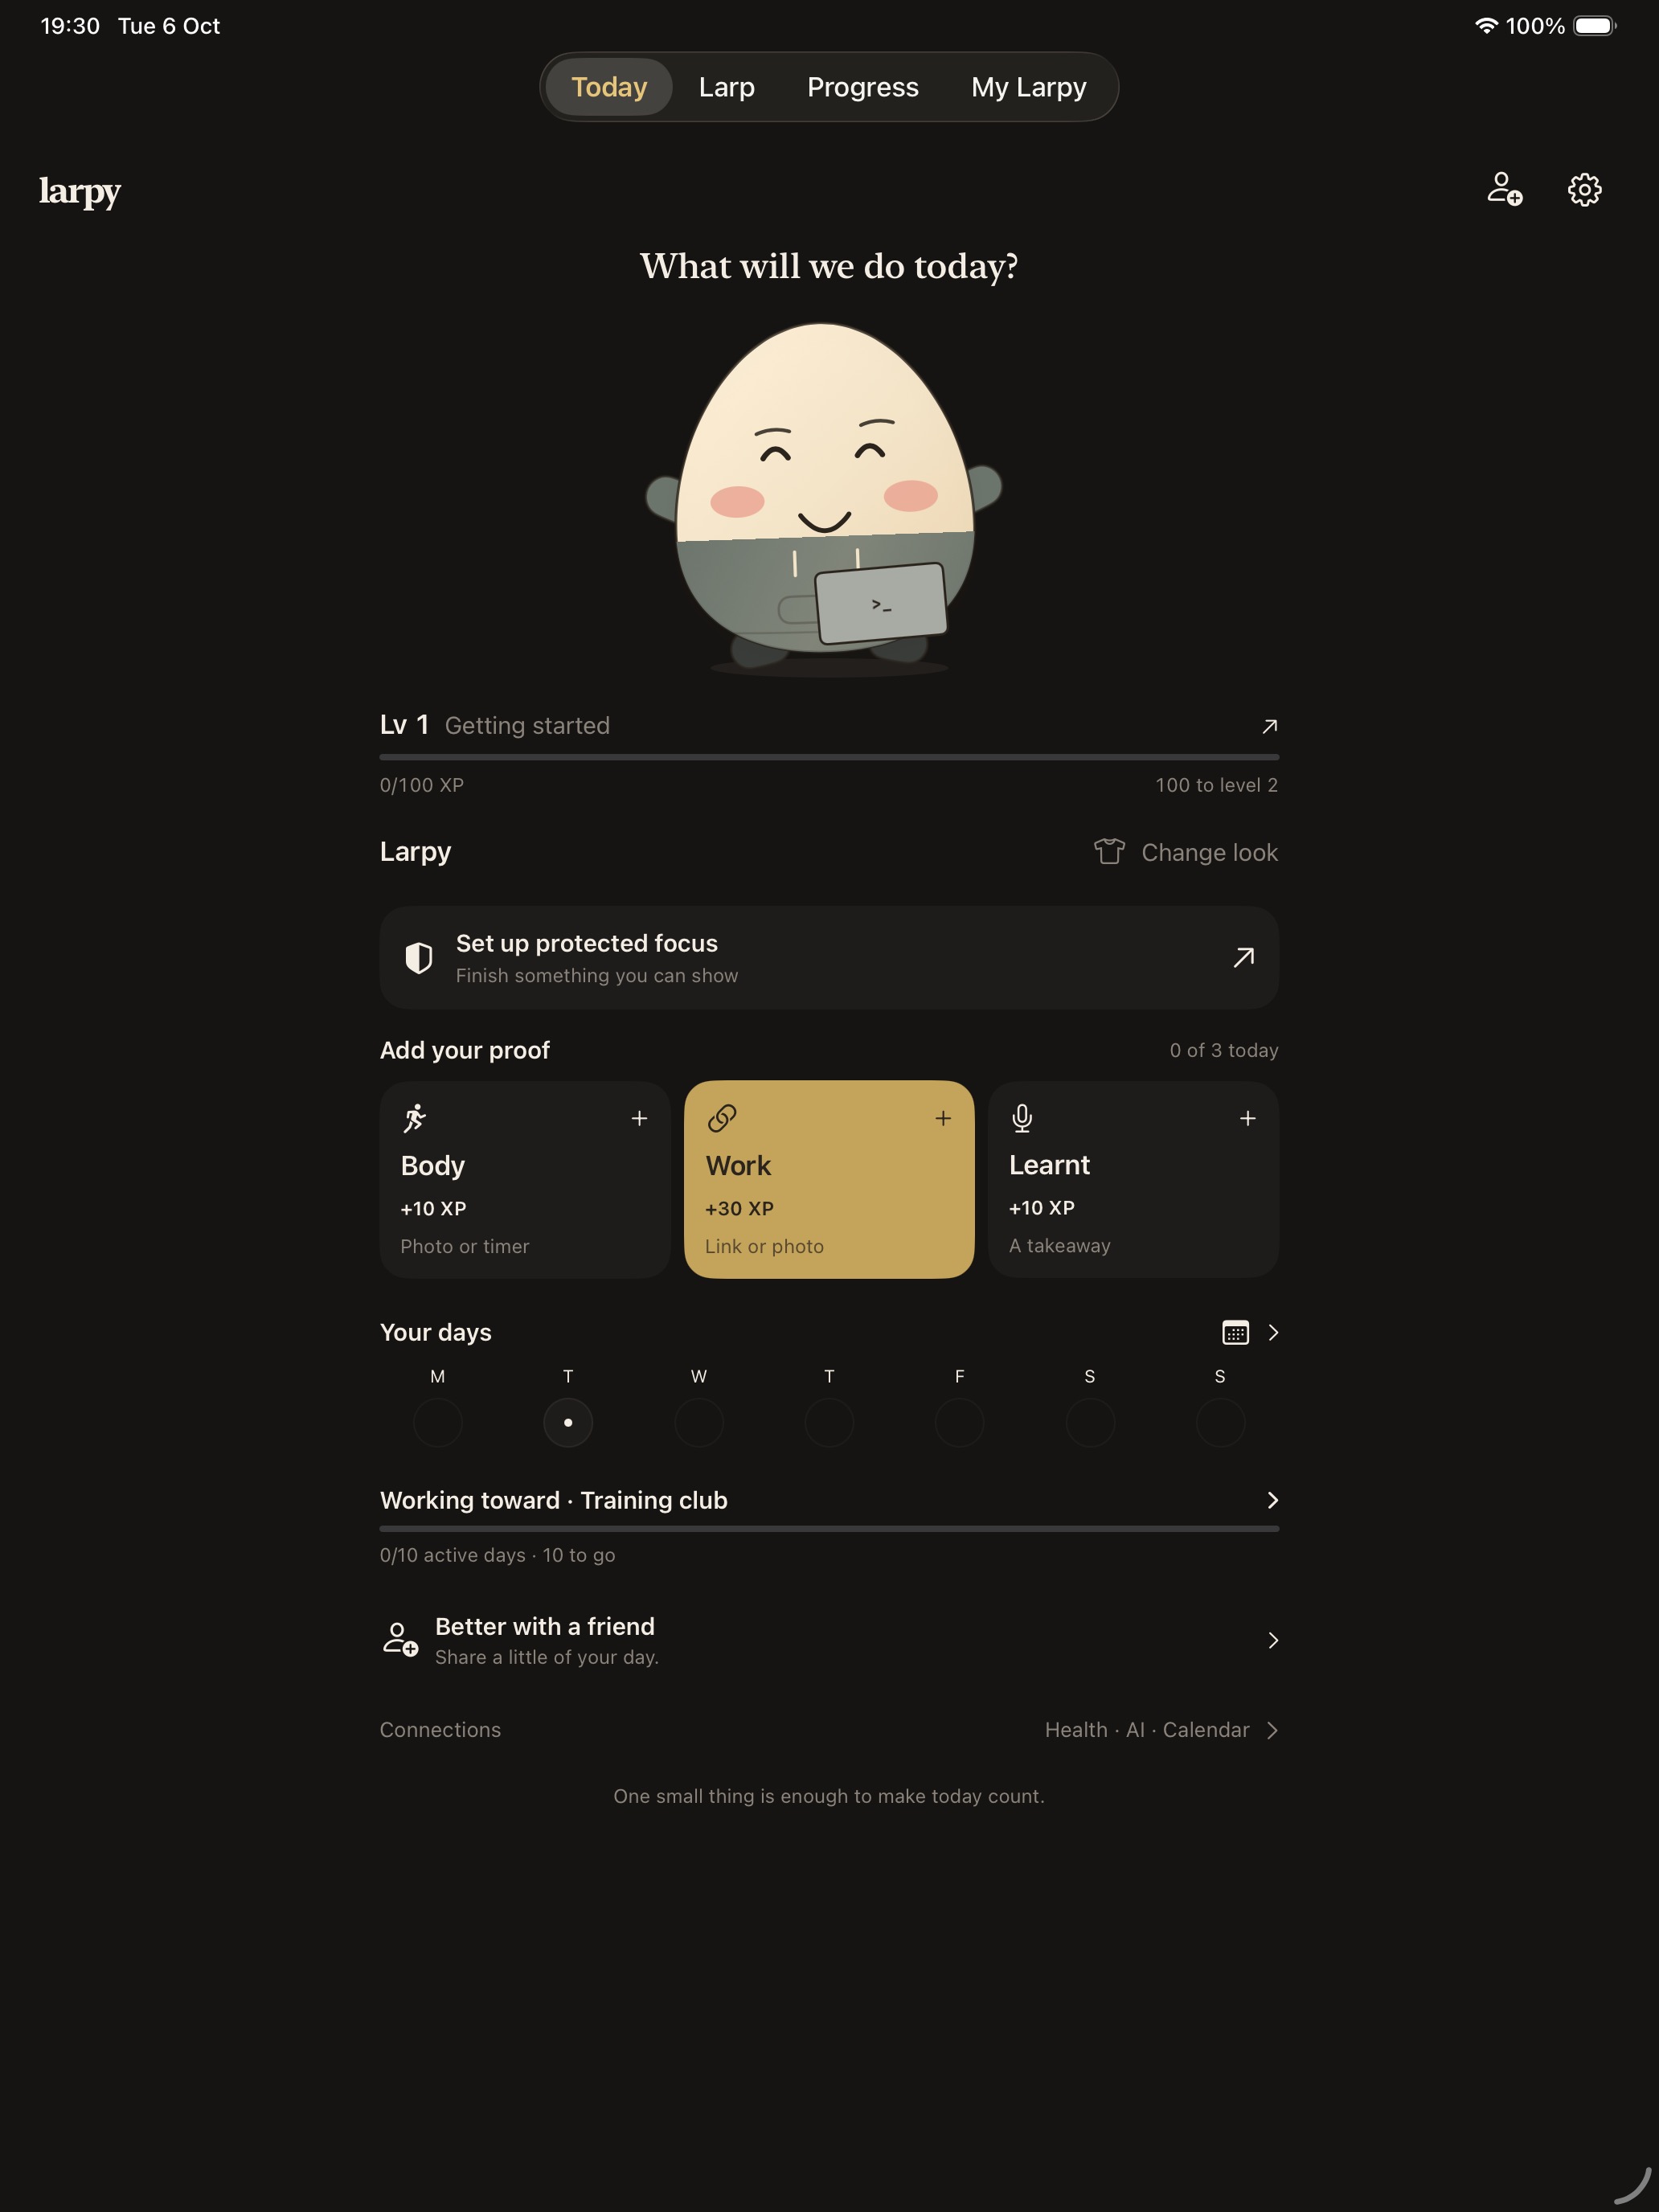 19:30 Tue 6 Oct 100%
Today Larp Progress My Larpy
larpy
What will we do today?
>_
Lv 1 Getting started
0/100 XP 100 to level 2
Larpy Change look
Set up protected focus
Finish something you can show
Add your proof 0 of 3 today
Body Work Learnt
+10 XP +30 XP +10 XP
Photo or timer Link or photo A takeaway
Your days
M T W T F S S
Working toward · Training club
0/10 active days · 10 to go
Better with a friend
Share a little of your day.
Connections Health · AI · Calendar
One small thing is enough to make today count.